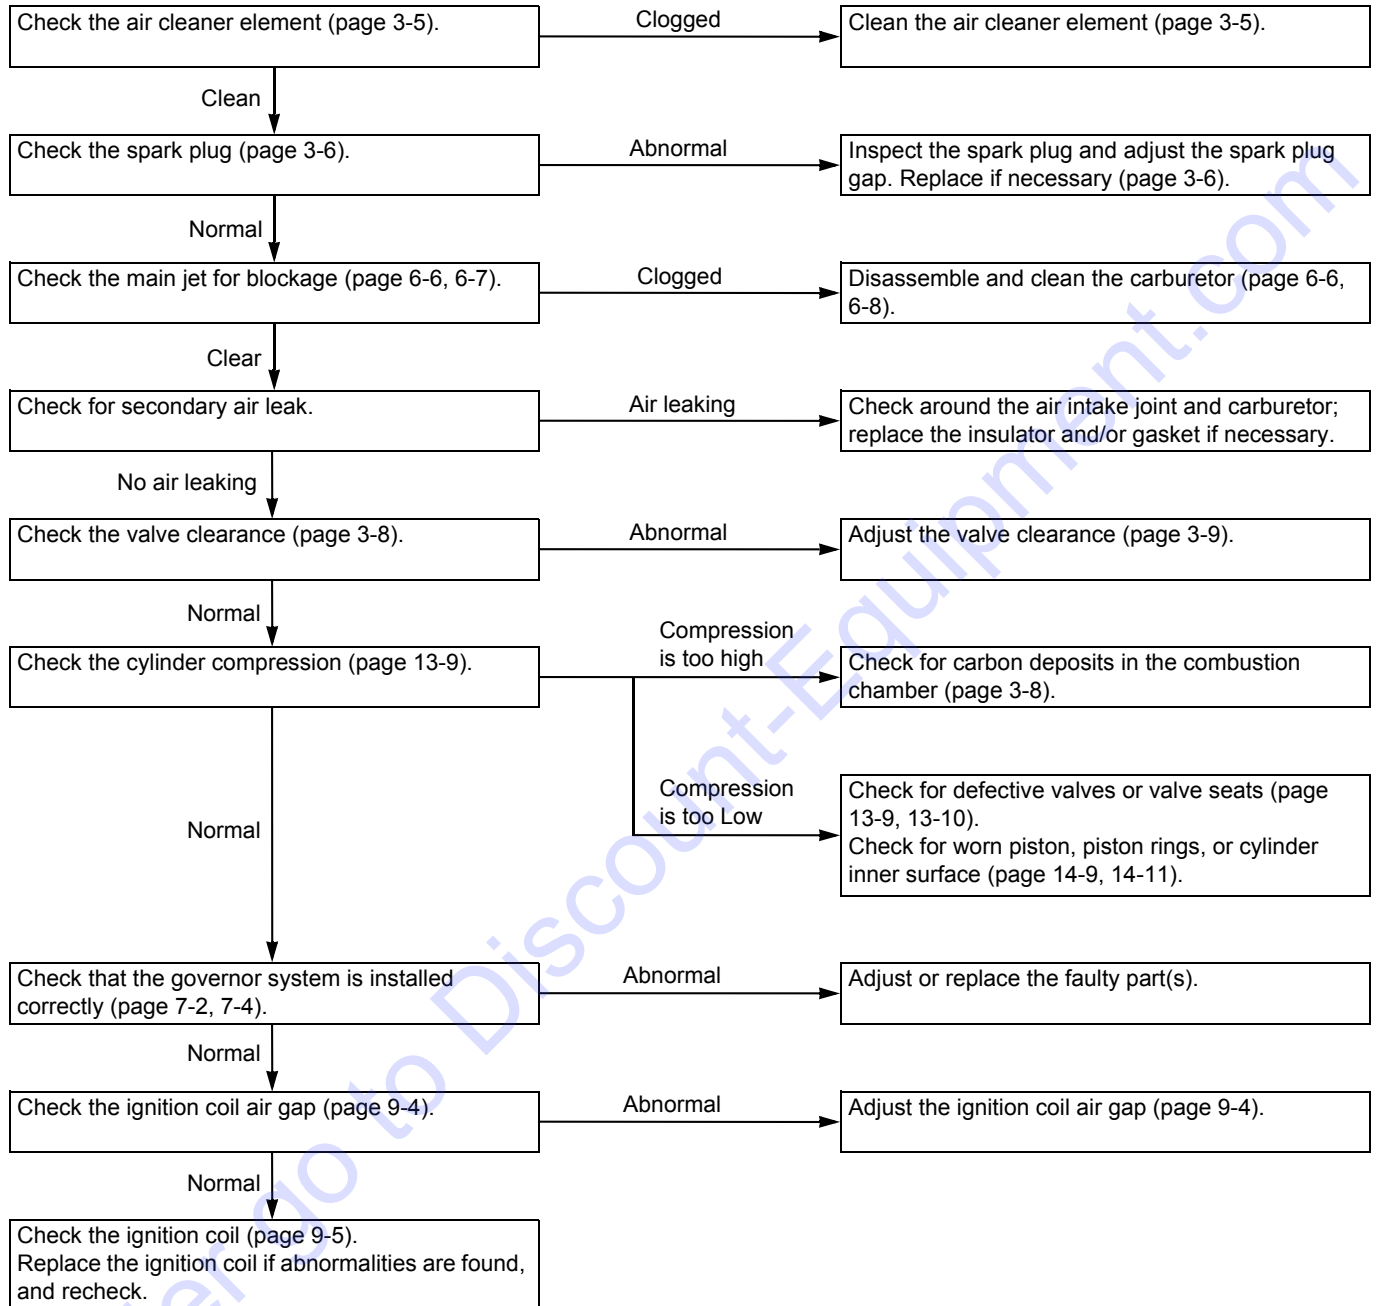 Check the air cleaner element (page 3-5).
Clogged
Clean the air cleaner element (page 3-5).
Clean
Check the spark plug (page 3-6).
Abnormal
Inspect the spark plug and adjust the spark plug
gap. Replace if necessary (page 3-6).
Normal
Check the main jet for blockage (page 6-6, 6-7).
Clogged
Disassemble and clean the carburetor (page 6-6,
6-8).
Clear
Check for secondary air leak.
Air leaking
Check around the air intake joint and carburetor;
replace the insulator and/or gasket if necessary.
No air leaking
Check the valve clearance (page 3-8).
Abnormal
Adjust the valve clearance (page 3-9).
Normal
Check the cylinder compression (page 13-9).
Compression
is too high
Check for carbon deposits in the combustion
chamber (page 3-8).
Compression
is too Low
Check for defective valves or valve seats (page
13-9, 13-10).
Check for worn piston, piston rings, or cylinder
inner surface (page 14-9, 14-11).
Normal
Check that the governor system is installed
correctly (page 7-2, 7-4).
Abnormal
Adjust or replace the faulty part(s).
Normal
Check the ignition coil air gap (page 9-4).
Abnormal
Adjust the ignition coil air gap (page 9-4).
Normal
Check the ignition coil (page 9-5).
Replace the ignition coil if abnormalities are found,
and recheck.
go to Discount-Equipment.com